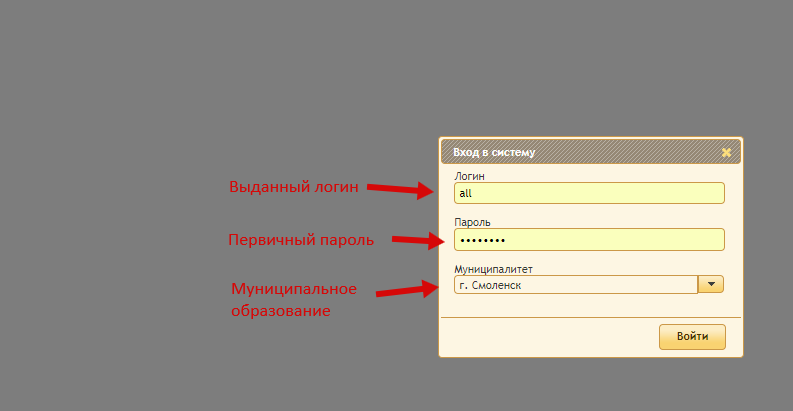 Вход в систему
Логин
Выданный логин
all
Пароль
Первичный пароль
••••••••
Муниципалитет
Муниципальное
образование
г. Смоленск
Войти